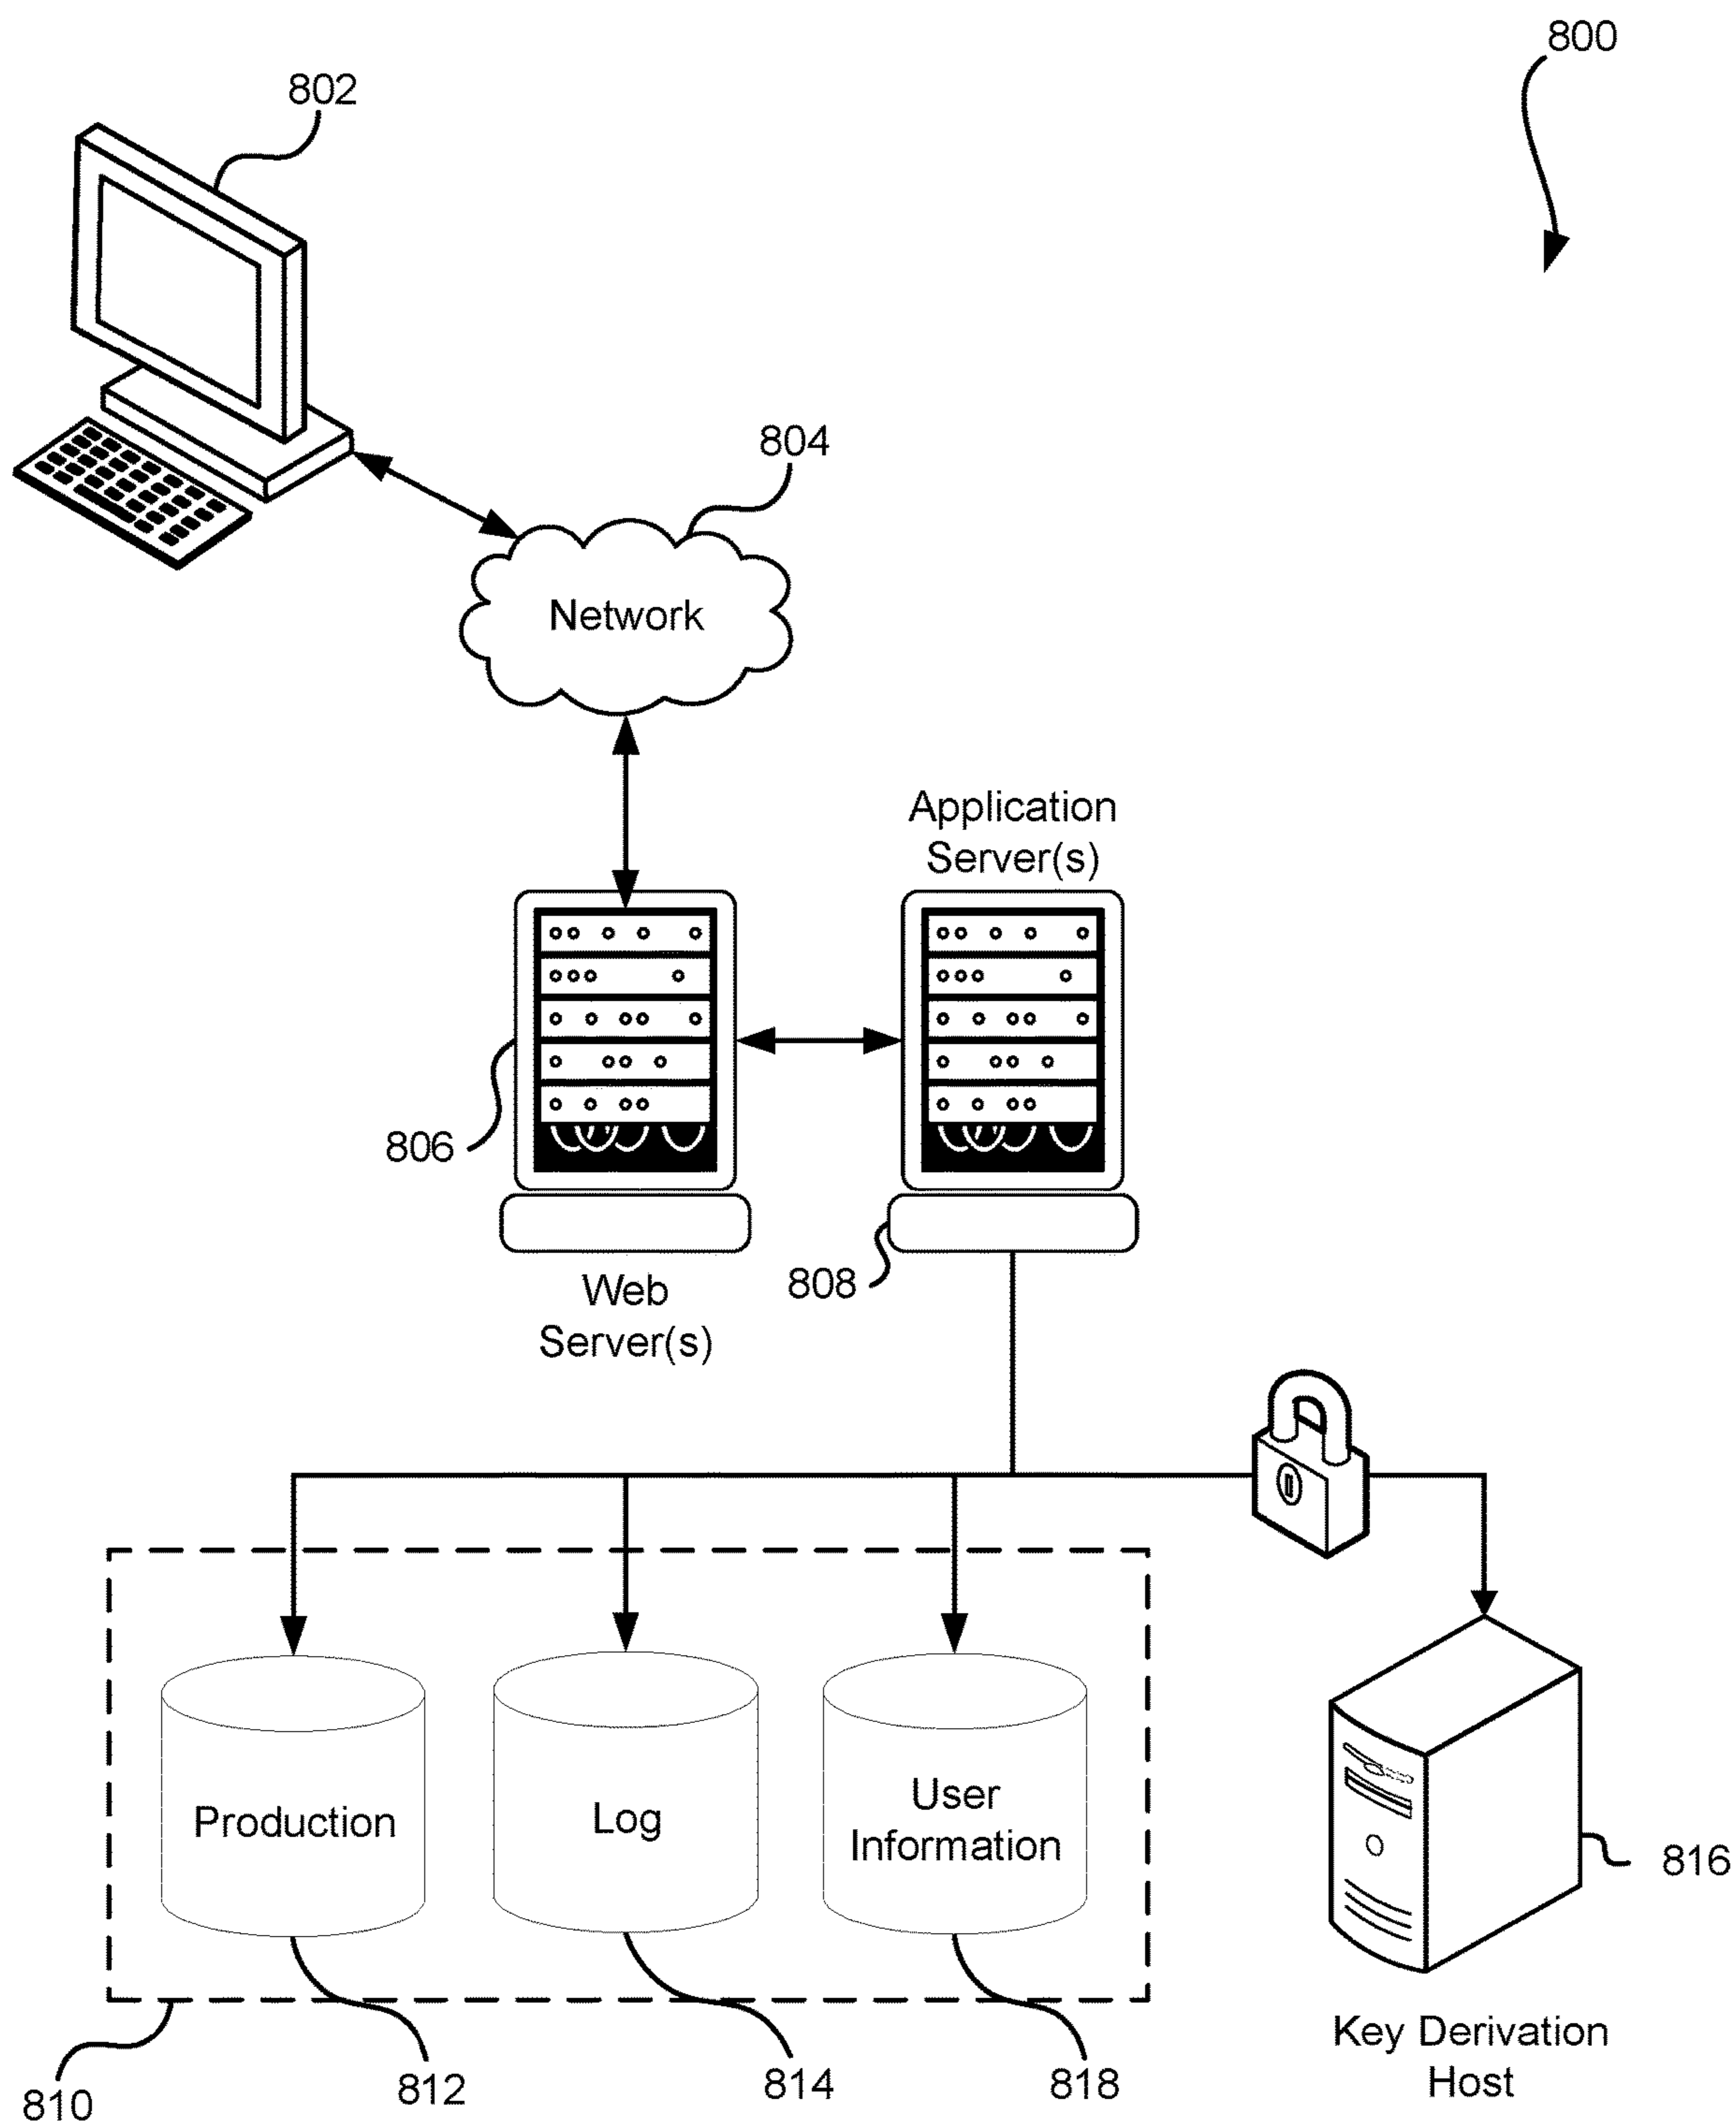 800
802
804
Network
Application
Server(s)
806
808
Web
Server(s)
Production
Log
User
Information
816
810
812
814
818
Key Derivation
Host